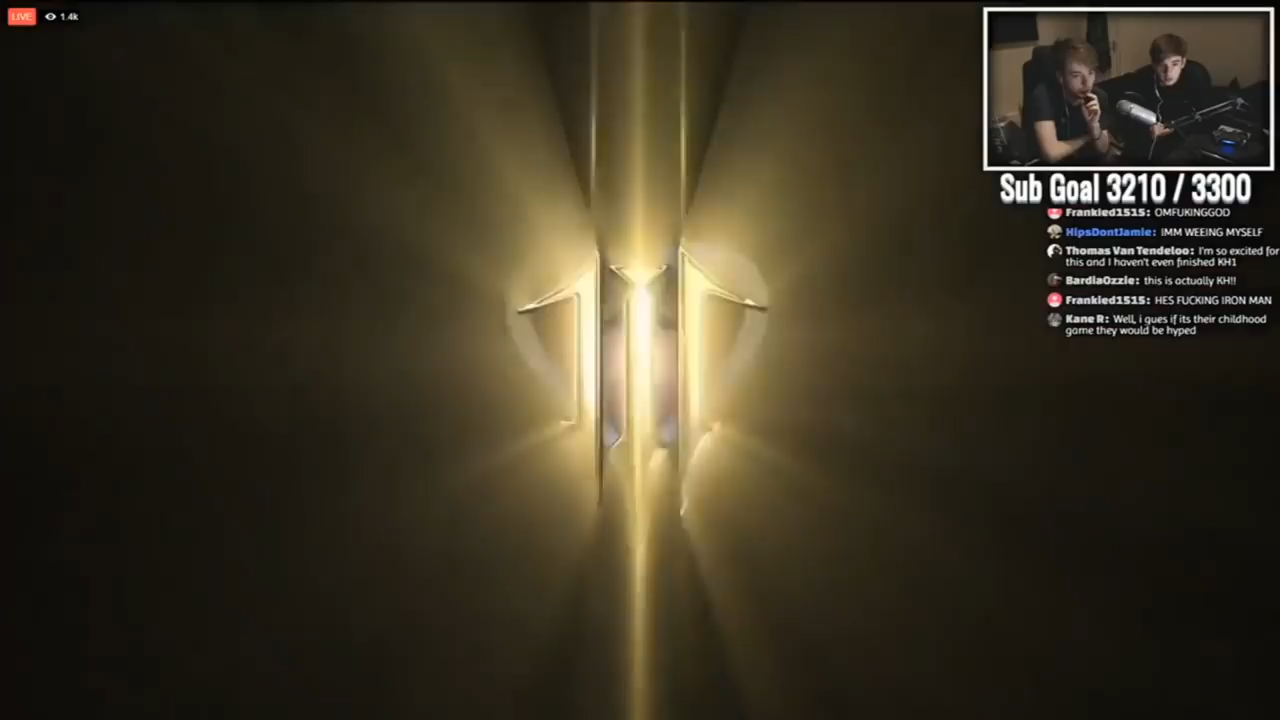 LIVE 1.4k
Sub Goal 3210 / 3300
Frankied1515: OMFUKINGGOD
HipsDontJamie: IMM WEEING MYSELF
Thomas Van Tendeloo: I'm so excited for
this and I haven't even finished KH1
BardiaOzzie: this is actually KH!!
Frankied1515: HES FUCKING IRON MAN
Kane R: Well, i gues if its their childhood
game they would be hyped
III